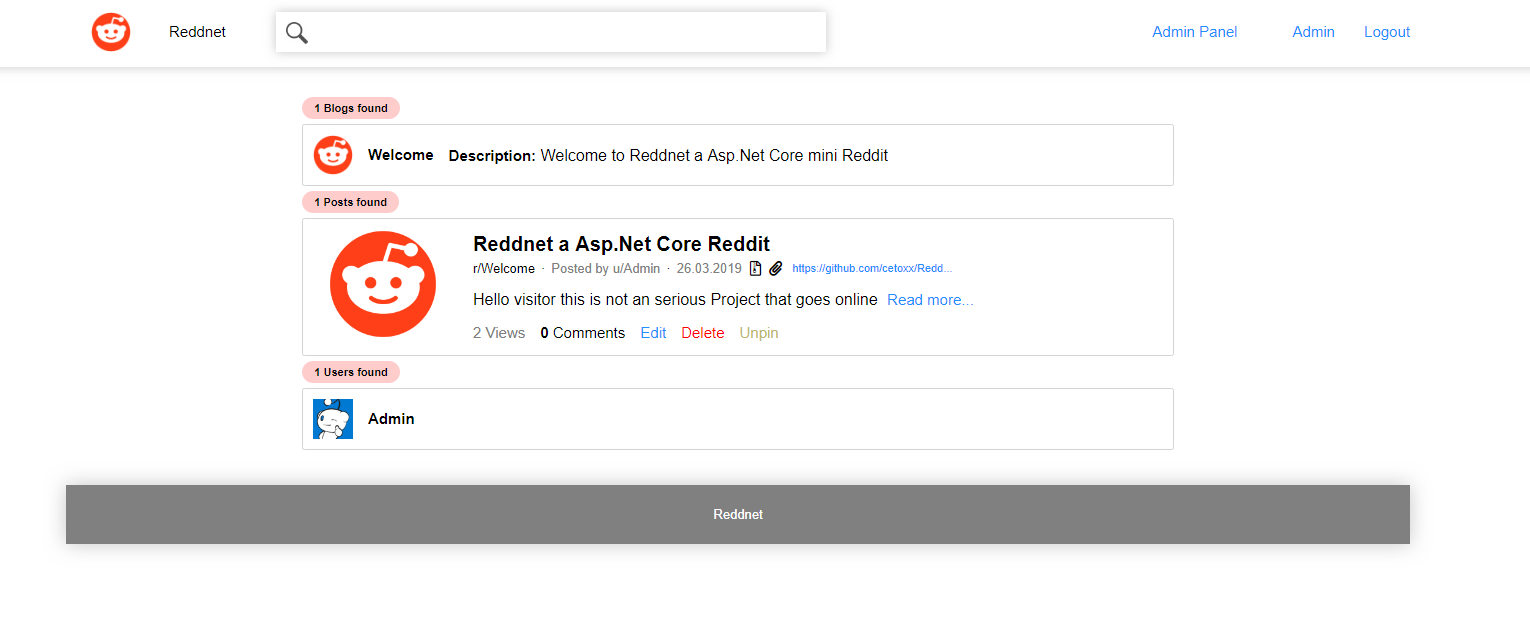 Reddnet Admin Panel Admin Logout
1 Blogs found
Welcome Description: Welcome to Reddnet a Asp.Net Core mini Reddit
1 Posts found
Reddnet a Asp.Net Core Reddit
r/Welcome · Posted by u/Admin · 26.03.2019 https://github.com/cetoxx/Redd...
Hello visitor this is not an serious Project that goes online Read more...
2 Views 0 Comments Edit Delete Unpin
1 Users found
Admin
Reddnet